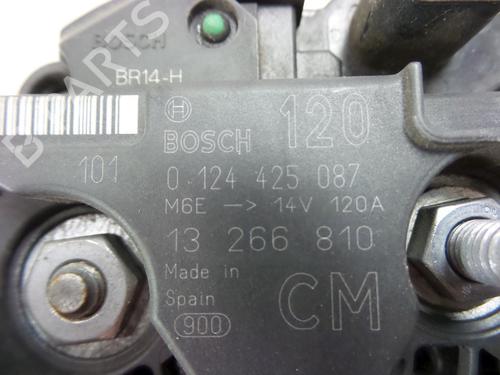 BOSCH
BR14-H
BOSCH 120
101
0 124 425 087
M6E -> 14V 120A
13 266 810
Made in
Spain
CM
900